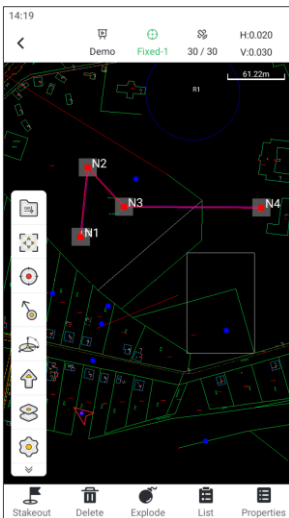 14:19
Demo
Fixed-1
30 / 30
H:0.020
V:0.030
61.22m
R1
N2
N3
N4
N1
Stakeout
Delete
Explode
List
Properties